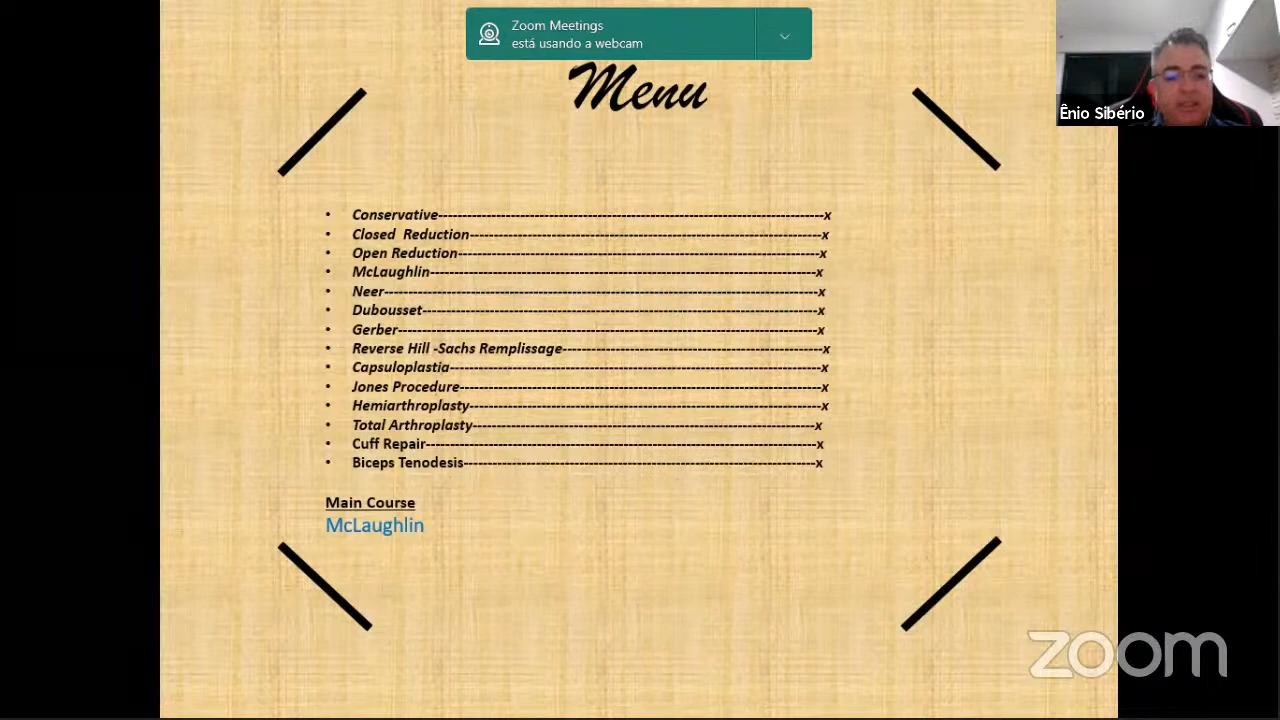 Zoom Meetings
está usando a webcam
Menu
Ênio Sibério
• Conservative--------------------------------------------------------------------------------x
• Closed  Reduction-------------------------------------------------------------------------x
• Open Reduction---------------------------------------------------------------------------x
• McLaughlin---------------------------------------------------------------------------------x
• Neer------------------------------------------------------------------------------------------x
• Dubousset----------------------------------------------------------------------------------x
• Gerber---------------------------------------------------------------------------------------x
• Reverse Hill -Sachs Remplissage------------------------------------------------------x
• Capsuloplastia-----------------------------------------------------------------------------x
• Jones Procedure---------------------------------------------------------------------------x
• Hemiarthroplasty-------------------------------------------------------------------------x
• Total Arthroplasty-----------------------------------------------------------------------x
• Cuff Repair---------------------------------------------------------------------------------x
• Biceps Tenodesis-------------------------------------------------------------------------x
Main Course
McLaughlin
zoom